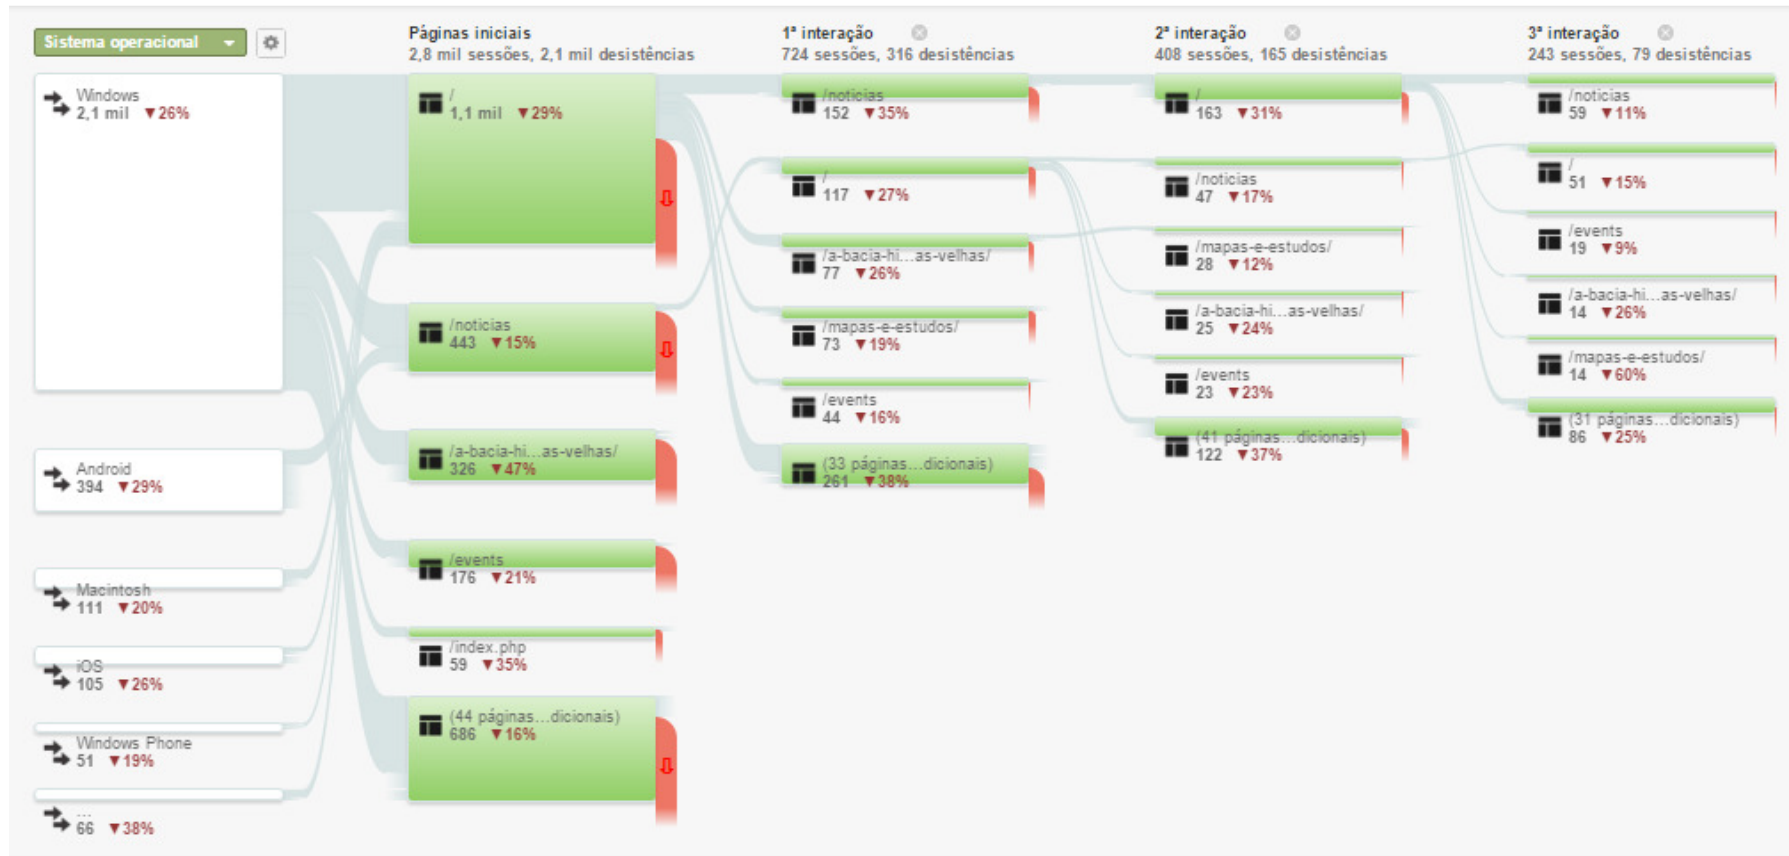 Sistema operacional
Windows
2,1 mil ▼26%
Android
394 ▼29%
Macintosh
111 ▼20%
iOS
105 ▼26%
Windows Phone
51 ▼19%
...
66 ▼38%
Páginas iniciais
2,8 mil sessões, 2,1 mil desistências
/
1,1 mil ▼29%
/noticias
443 ▼15%
/a-bacia-hi...as-velhas/
326 ▼47%
/events
176 ▼21%
/index.php
59 ▼35%
(44 páginas...dicionais)
686 ▼16%
1ª interação
724 sessões, 316 desistências
/noticias
152 ▼35%
/
117 ▼27%
/a-bacia-hi...as-velhas/
77 ▼26%
/mapas-e-estudos/
73 ▼19%
/events
44 ▼16%
(33 páginas...dicionais)
261 ▼38%
2ª interação
408 sessões, 165 desistências
/
163 ▼31%
/noticias
47 ▼17%
/mapas-e-estudos/
28 ▼12%
/a-bacia-hi...as-velhas/
25 ▼24%
/events
23 ▼23%
(41 páginas...dicionais)
122 ▼37%
3ª interação
243 sessões, 79 desistências
/noticias
59 ▼11%
/
51 ▼15%
/events
19 ▼9%
/a-bacia-hi...as-velhas/
14 ▼26%
/mapas-e-estudos/
14 ▼60%
(31 páginas...dicionais)
86 ▼25%